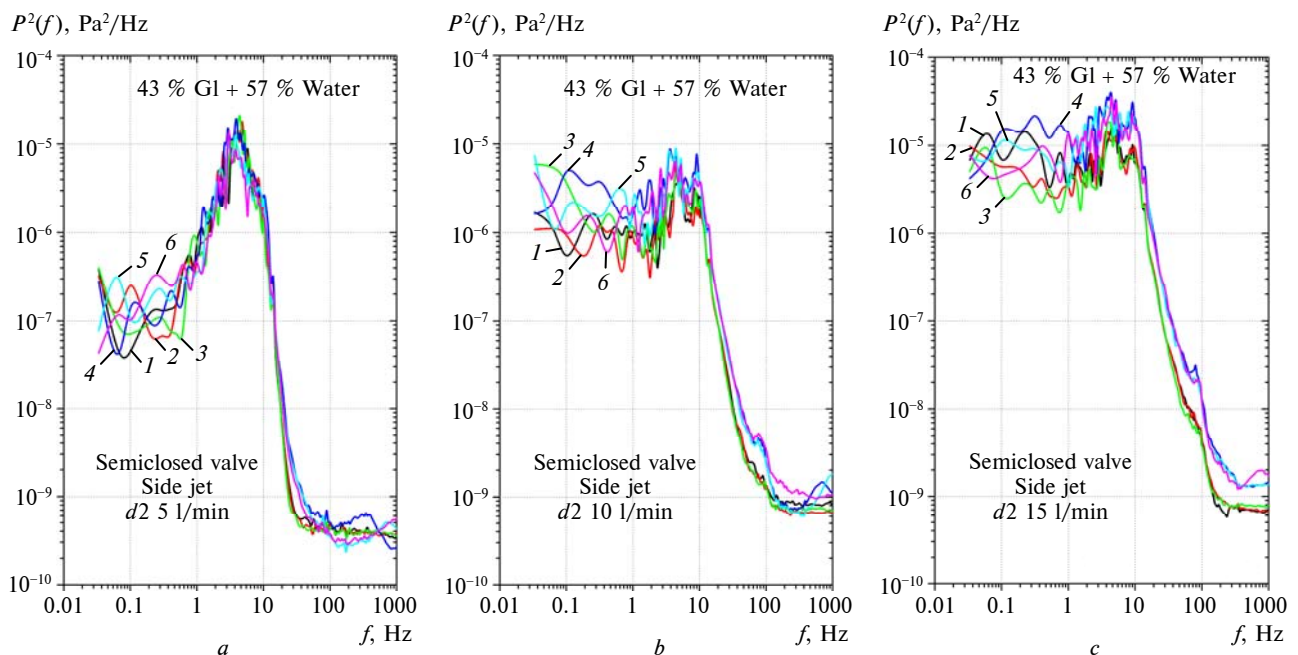 P²(f), Pa²/Hz
10⁻⁴
43 % Gl + 57 % Water
10⁻⁵
10⁻⁶
5
6
10⁻⁷
4
1
2
3
10⁻⁸
Semiclosed valve
Side jet
d2 5 l/min
10⁻⁹
10⁻¹⁰
0.01 0.1 1 10 100 1000
f, Hz
a
P²(f), Pa²/Hz
10⁻⁴
43 % Gl + 57 % Water
10⁻⁵
3
4
5
10⁻⁶
1
2
6
10⁻⁷
10⁻⁸
Semiclosed valve
Side jet
d2 10 l/min
10⁻⁹
10⁻¹⁰
0.01 0.1 1 10 100 1000
f, Hz
b
P²(f), Pa²/Hz
10⁻⁴
43 % Gl + 57 % Water
5
4
1
10⁻⁵
2
6
3
10⁻⁶
10⁻⁷
10⁻⁸
Semiclosed valve
Side jet
d2 15 l/min
10⁻⁹
10⁻¹⁰
0.01 0.1 1 10 100 1000
f, Hz
c